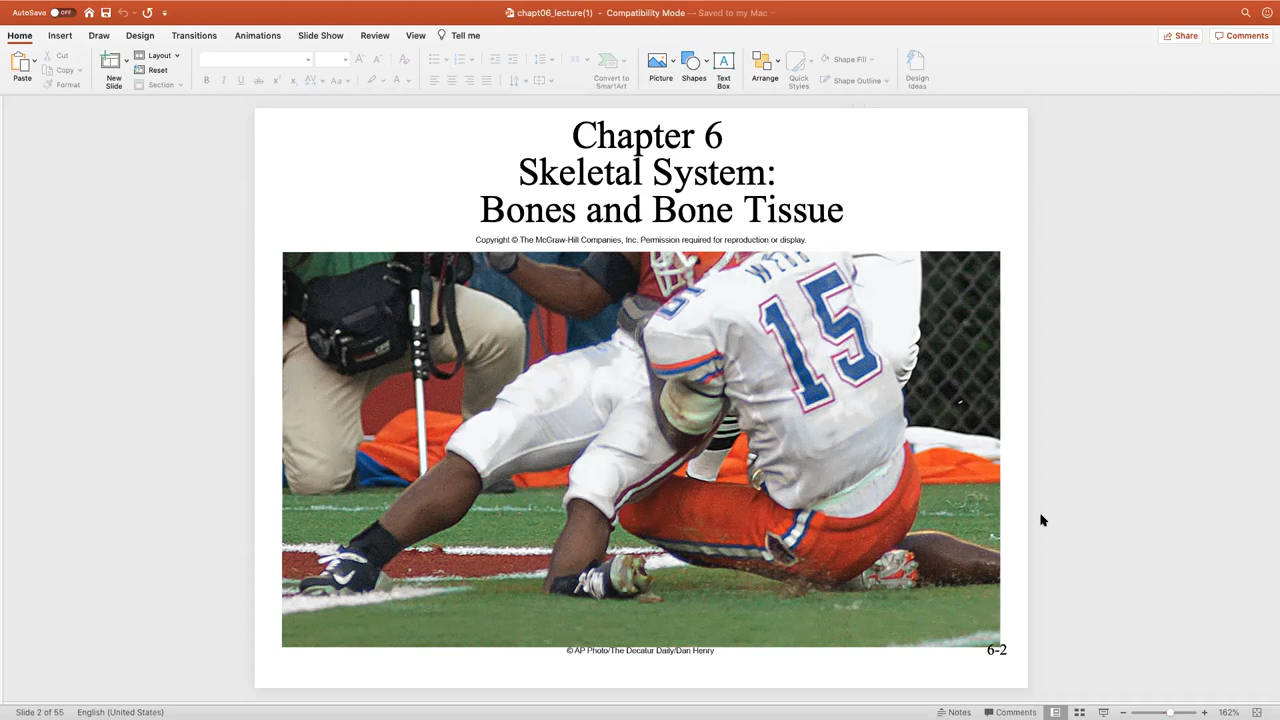 AutoSave OFF
chapt06_lecture(1) - Compatibility Mode — Saved to my Mac
Home Insert Draw Design Transitions Animations Slide Show Review View Tell me
Share Comments
Paste
Cut
Copy
Format
New Slide
Layout
Reset
Section
Convert to SmartArt
Picture
Shapes
Text Box
Arrange
Quick Styles
Shape Fill
Shape Outline
Design Ideas
Chapter 6
Skeletal System:
Bones and Bone Tissue
Copyright © The McGraw-Hill Companies, Inc. Permission required for reproduction or display.
15
© AP Photo/The Decatur Daily/Dan Henry
6-2
Slide 2 of 55 English (United States) Notes Comments 162%